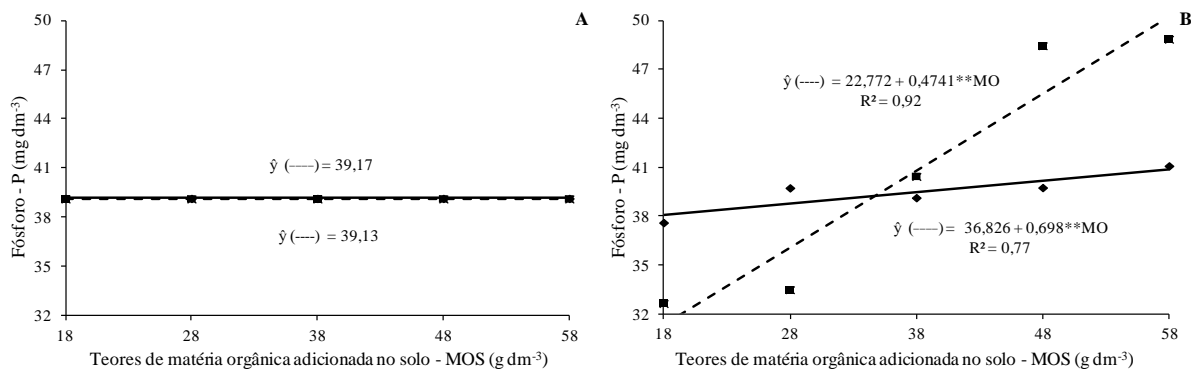 A
Fósforo - P (mg dm-3)
50
47
44
41
38
35
32
ŷ (——) = 39,17
ŷ (----) = 39,13
18 28 38 48 58
Teores de matéria orgânica adicionada no solo - MOS (g dm-3)
B
Fósforo - P (mg dm-3)
50
47
44
41
38
35
32
ŷ (----) = 22,772 + 0,4741**MO
R² = 0,92
ŷ (——) = 36,826 + 0,698**MO
R² = 0,77
18 28 38 48 58
Teores de matéria orgânica adicionada no solo - MOS (g dm-3)